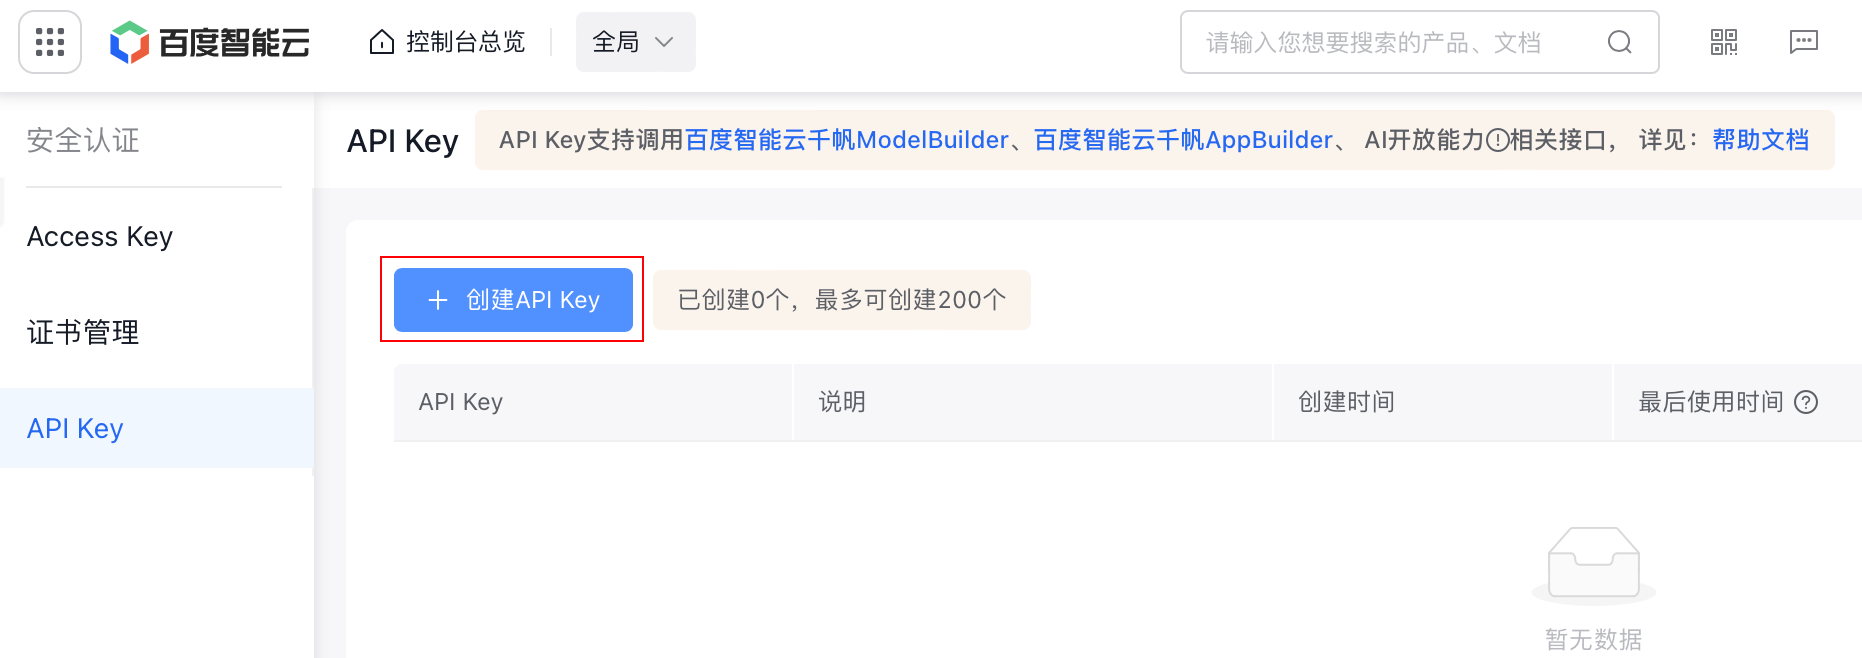 百度智能云
控制台总览
全局
请输入您想要搜索的产品、文档
安全认证
Access Key
证书管理
API Key
API Key
API Key支持调用百度智能云千帆ModelBuilder、百度智能云千帆AppBuilder、 AI开放能力相关接口， 详见：帮助文档
创建API Key
已创建0个，最多可创建200个
API Key 说明 创建时间 最后使用时间
暂无数据